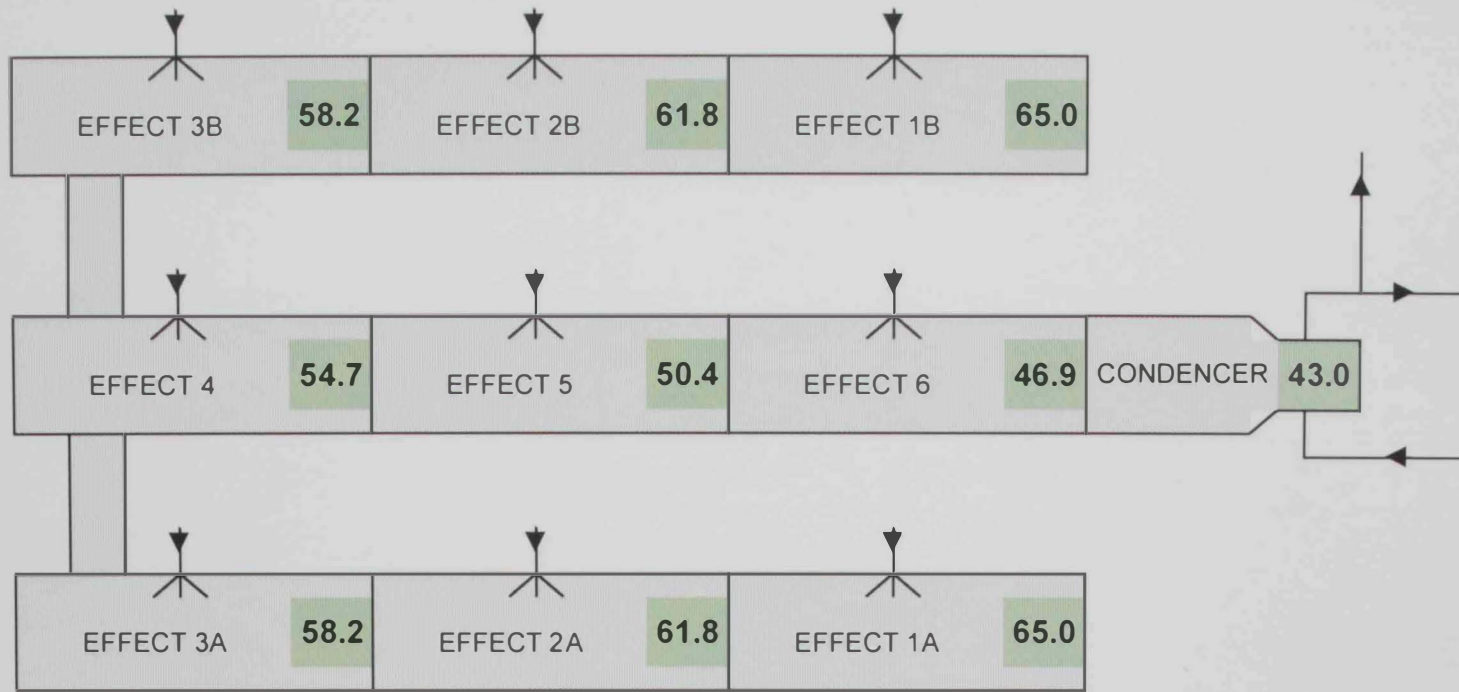 EFFECT 3B 58.2 EFFECT 2B 61.8 EFFECT 1B 65.0
EFFECT 4 54.7 EFFECT 5 50.4 EFFECT 6 46.9 CONDENCER 43.0
EFFECT 3A 58.2 EFFECT 2A 61.8 EFFECT 1A 65.0